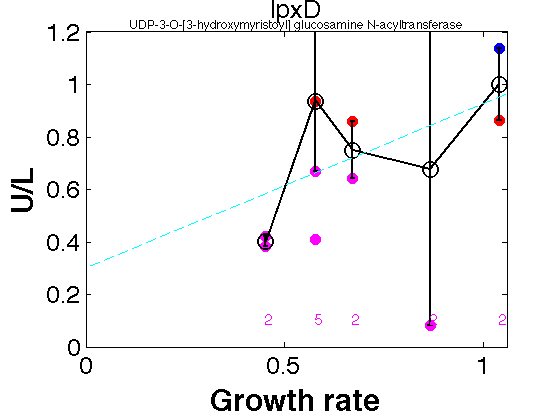 lpxD
UDP-3-O-[3-hydroxymyristoyl] glucosamine N-acyltransferase
1.2
1
0.8
0.6
0.4
0.2
0
U/L
2 5 2 2 2
0 0.5 1
Growth rate